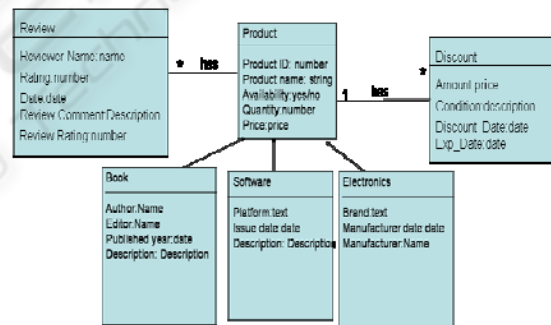 Review
Reviewer Name:name
Rating:number
Date:date
Review Comment:Description
Review Rating:number
* has
Product
Product ID: number
Product name: string
Availability:yes/no
Quantity:number
Price:price
1 has *
Discount
Amount:price
Condition:description
Discount Date:date
Exp_Date:date
Book
Author:Name
Editor:Name
Published year:date
Description: Description
Software
Platform:text
Issue date:date
Description: Description
Electronics
Brand:text
Manufacturer date:date
Manufacturer:Name